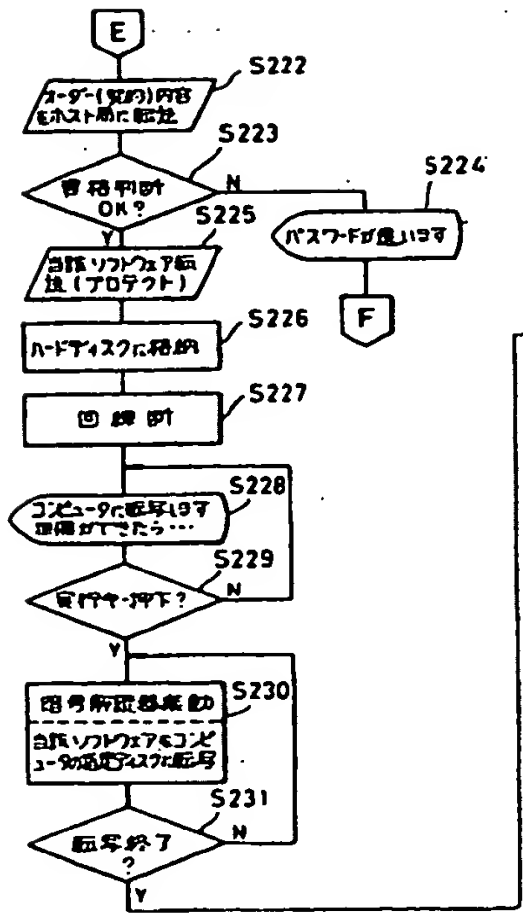 E
S222
オーダー(契約)内容
をホスト局に転送
S223
資格判断
OK?
N
S224
パスワードが違います
F
Y
S225
当該ソフトウェア転
送(プロテクト)
S226
ハードディスクに格納
S227
回線断
S228
コンピュータに転写します
準備ができたら…
S229
実行キー押下?
N
Y
S230
暗号解読器駆動
当該ソフトウェアをコンピ
ュータの指定ディスクに転写
S231
転写終了
?
N
Y